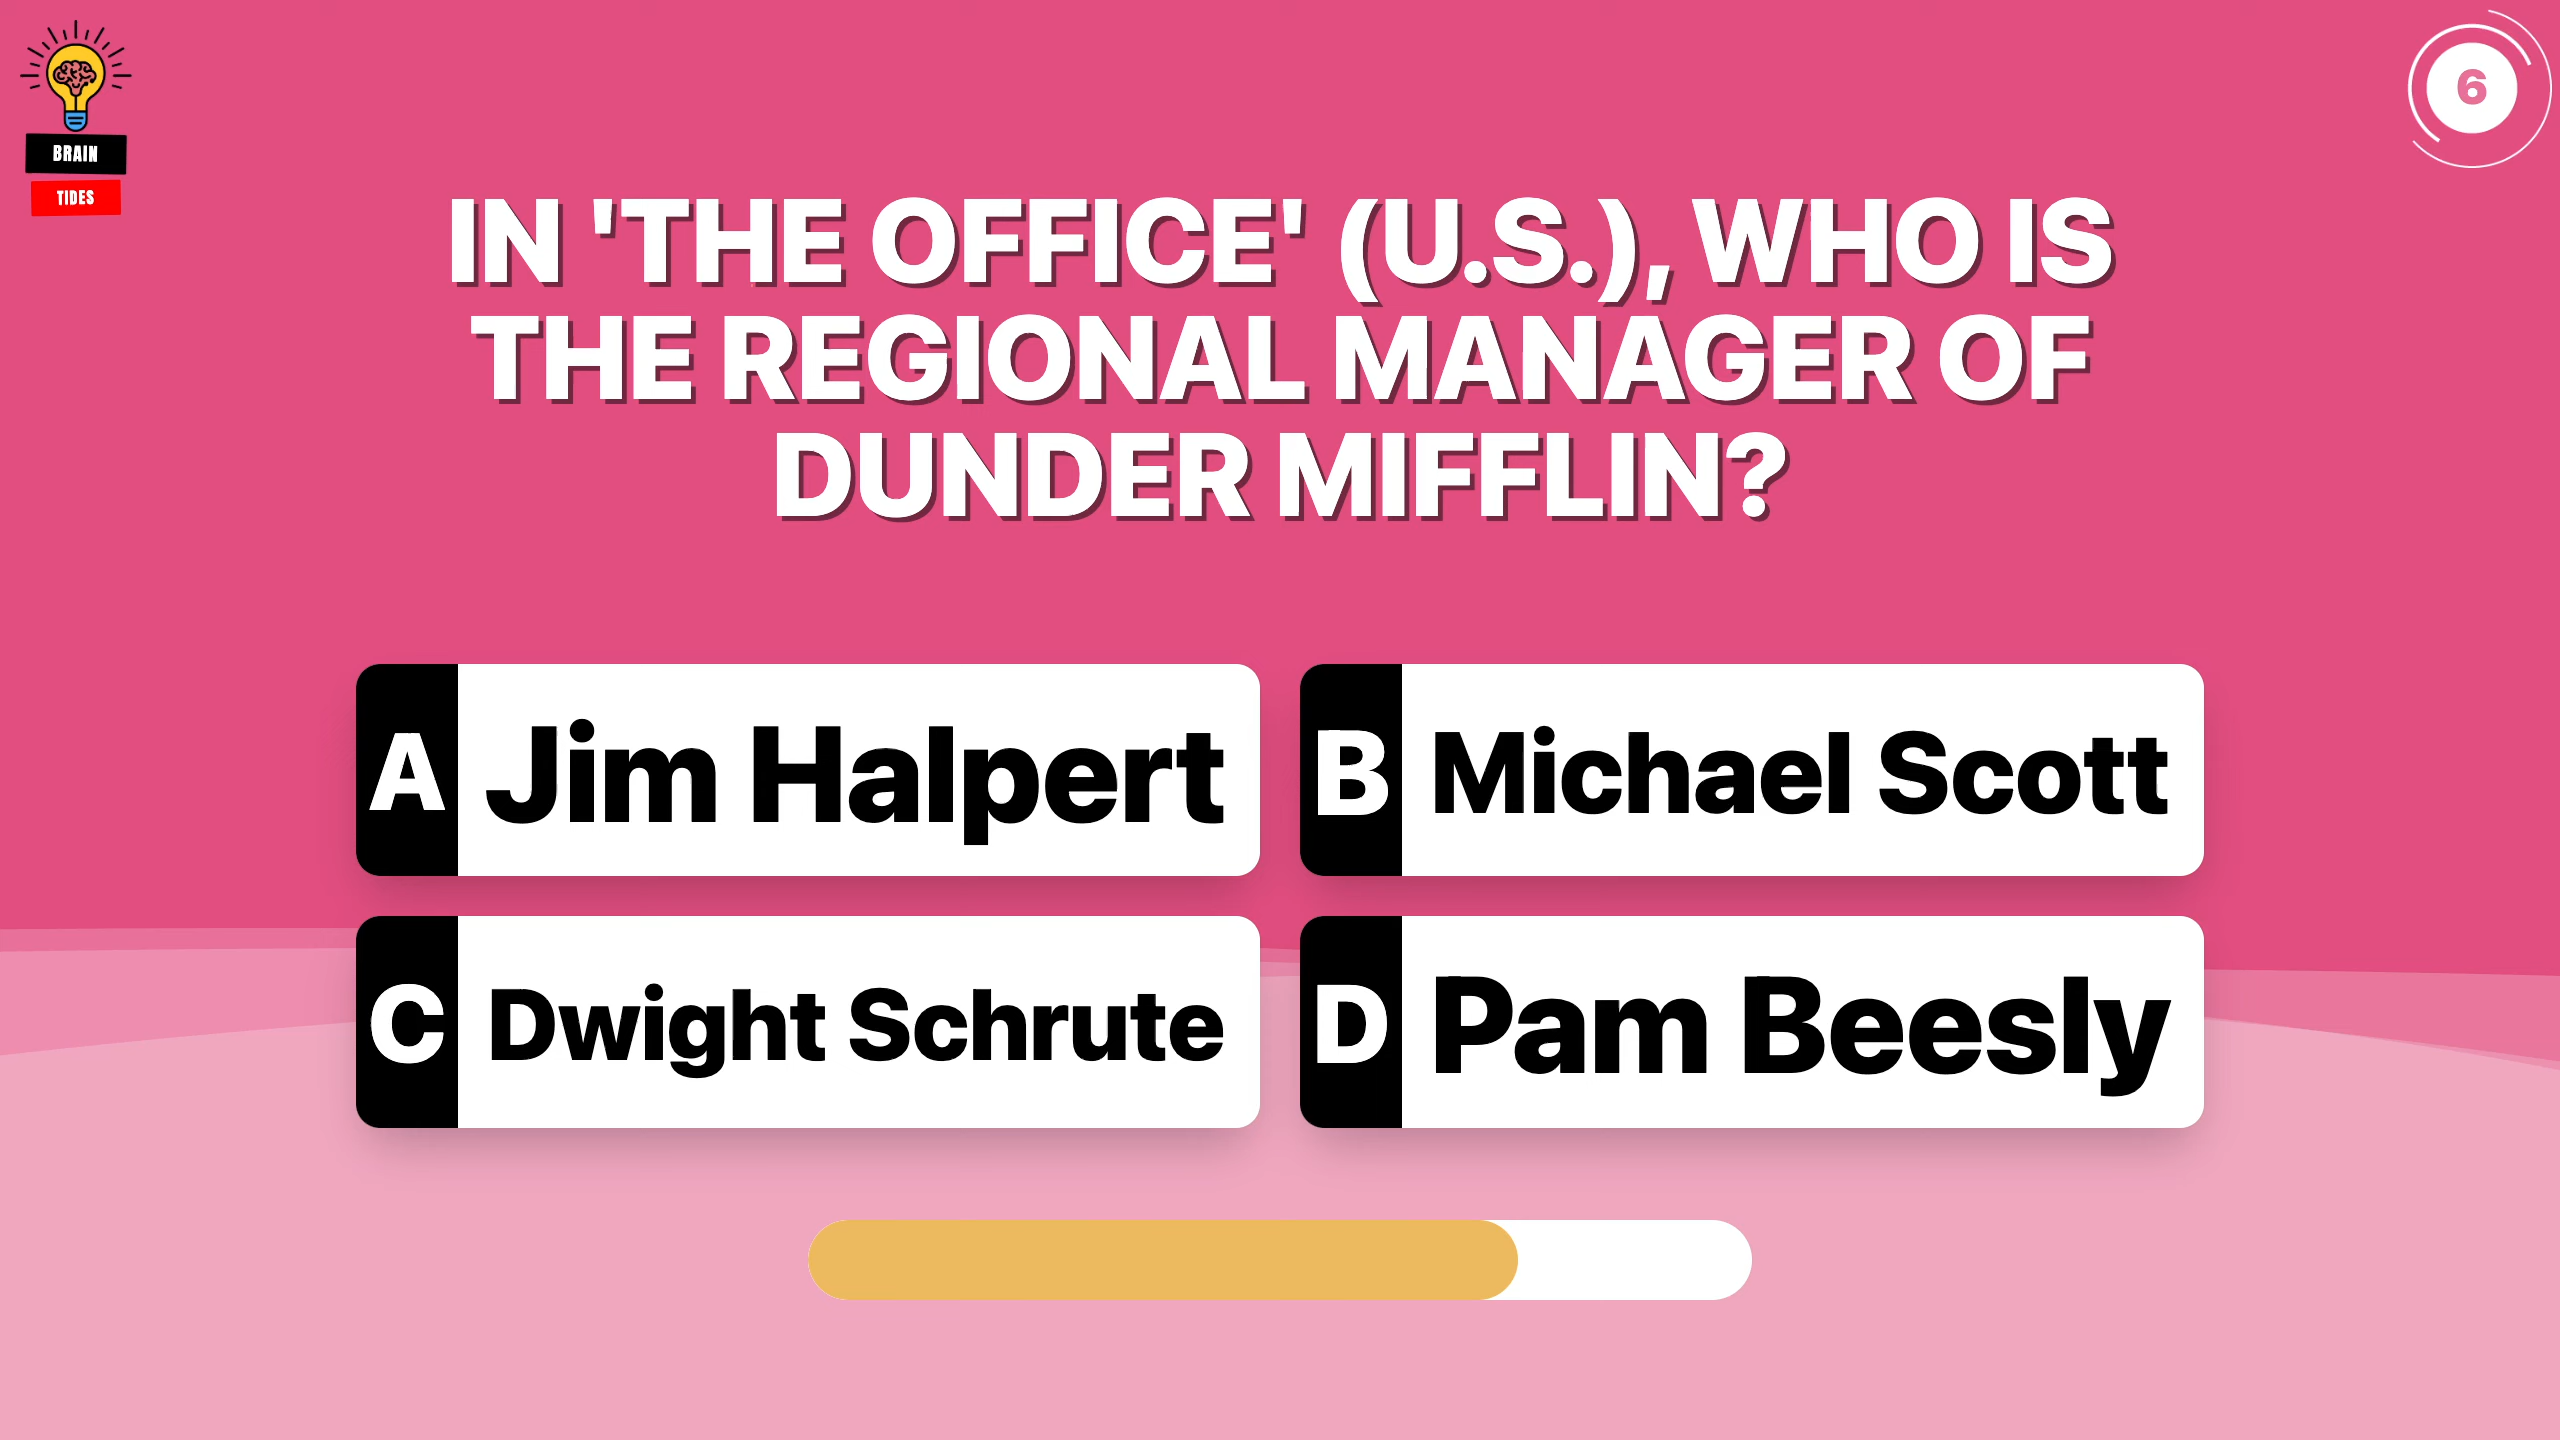 BRAIN
TIDES
6
IN 'THE OFFICE' (U.S.), WHO IS
THE REGIONAL MANAGER OF
DUNDER MIFFLIN?
A Jim Halpert
B Michael Scott
C Dwight Schrute
D Pam Beesly